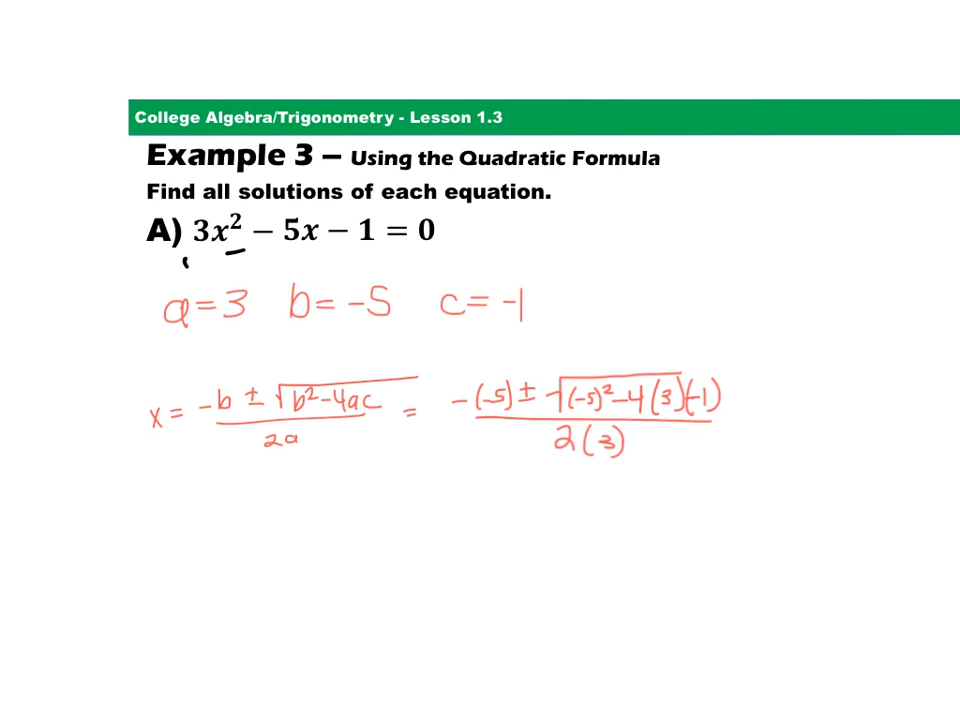 College Algebra/Trigonometry - Lesson 1.3
Example 3 – Using the Quadratic Formula
Find all solutions of each equation.
A) 3x² − 5x − 1 = 0
a = 3 b = -5 c = -1
x = -b ± √(b² - 4ac) / 2a = -(-5) ± √((-5)² - 4(3)(-1)) / 2(3)